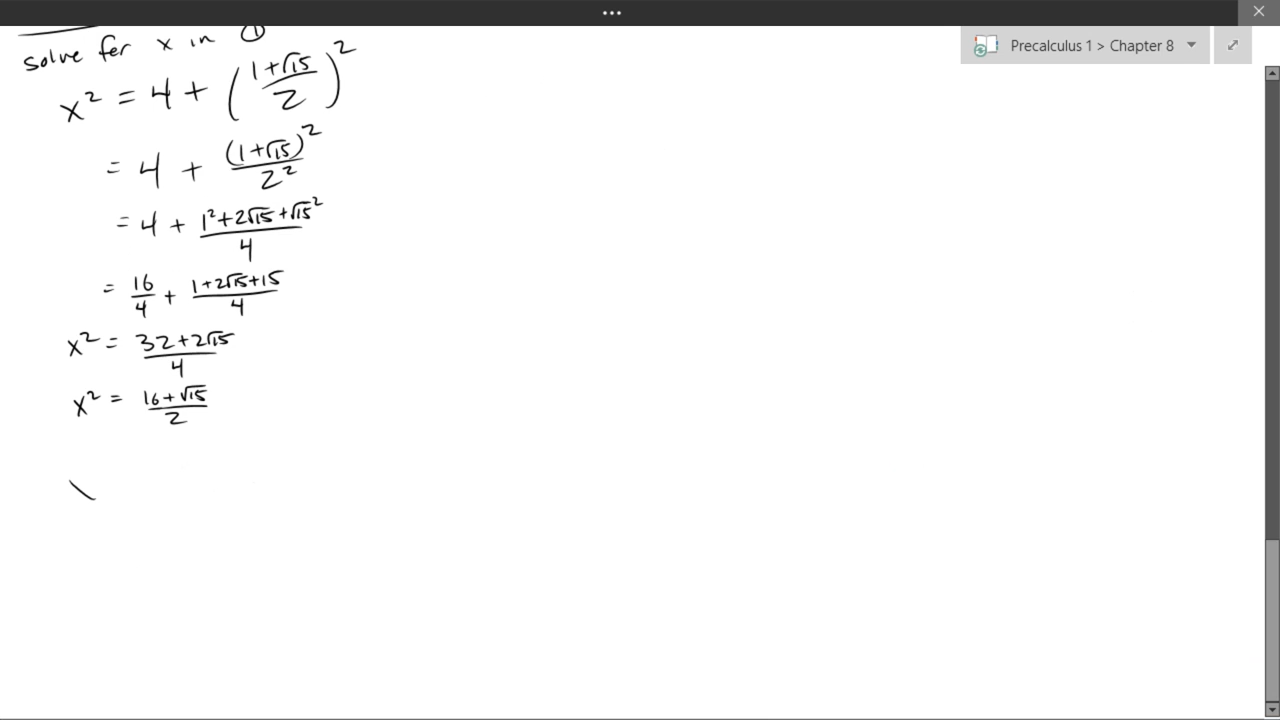 Precalculus 1 > Chapter 8
solve for x in ①
x² = 4 + ((1+√15)/2)²
= 4 + (1+√15)²/2²
= 4 + (1²+2√15+√15²)/4
= 16/4 + (1+2√15+15)/4
x² = (32+2√15)/4
x² = (16+√15)/2